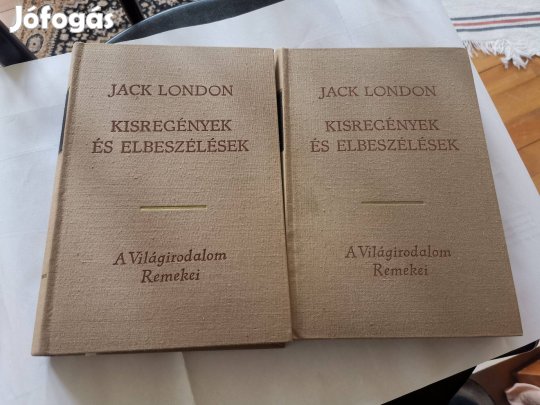 Jófogás
JACK LONDON
KISREGÉNYEK
ÉS ELBESZÉLÉSEK
A Világirodalom
Remekei
JACK LONDON
KISREGÉNYEK
ÉS ELBESZÉLÉSEK
A Világirodalom
Remekei